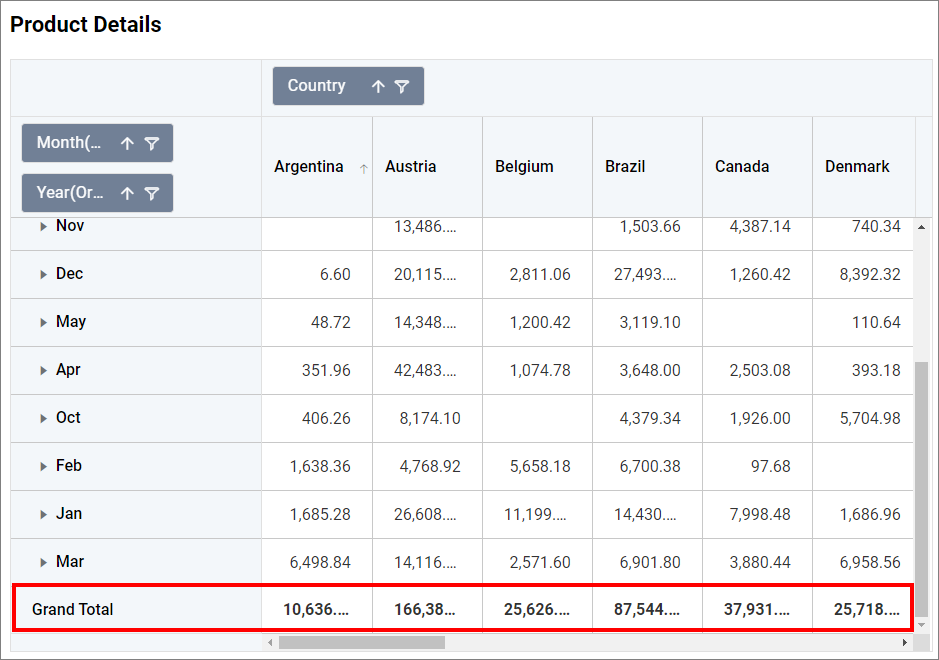 Product Details
Country
Month(...
Year(Or...
Argentina Austria Belgium Brazil Canada Denmark
Nov 13,486.... 1,503.66 4,387.14 740.34
Dec 6.60 20,115.... 2,811.06 27,493.... 1,260.42 8,392.32
May 48.72 14,348.... 1,200.42 3,119.10 110.64
Apr 351.96 42,483.... 1,074.78 3,648.00 2,503.08 393.18
Oct 406.26 8,174.10 4,379.34 1,926.00 5,704.98
Feb 1,638.36 4,768.92 5,658.18 6,700.38 97.68
Jan 1,685.28 26,608.... 11,199.... 14,430.... 7,998.48 1,686.96
Mar 6,498.84 14,116.... 2,571.60 6,901.80 3,880.44 6,958.56
Grand Total 10,636.... 166,38... 25,626.... 87,544.... 37,931.... 25,718....